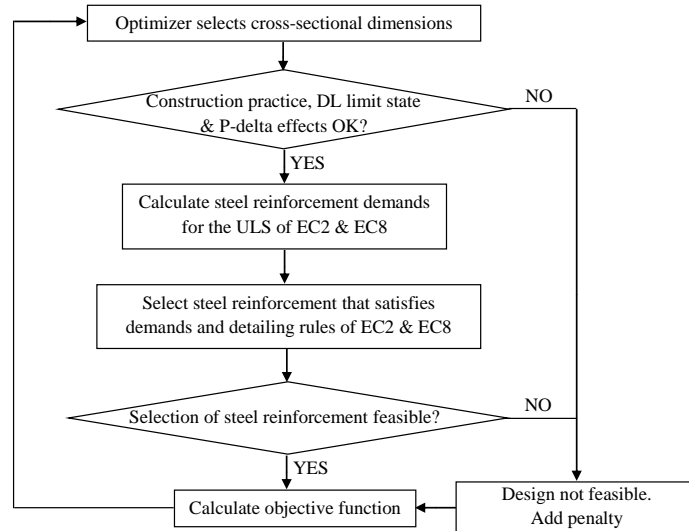 Optimizer selects cross-sectional dimensions
Construction practice, DL limit state
& P-delta effects OK?
NO
YES
Calculate steel reinforcement demands
for the ULS of EC2 & EC8
Select steel reinforcement that satisfies
demands and detailing rules of EC2 & EC8
Selection of steel reinforcement feasible?
NO
YES
Calculate objective function
Design not feasible.
Add penalty